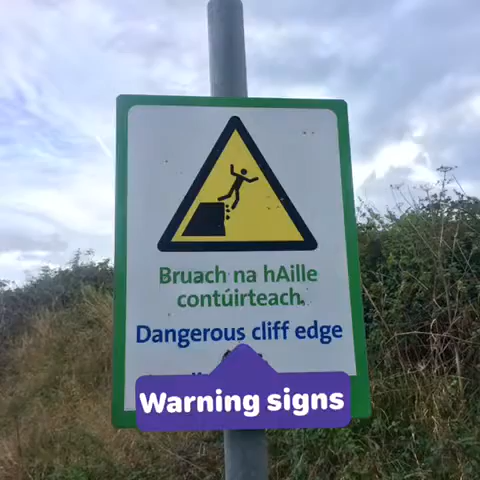 Bruach na hAille
contúirteach.
Dangerous cliff edge
Warning signs